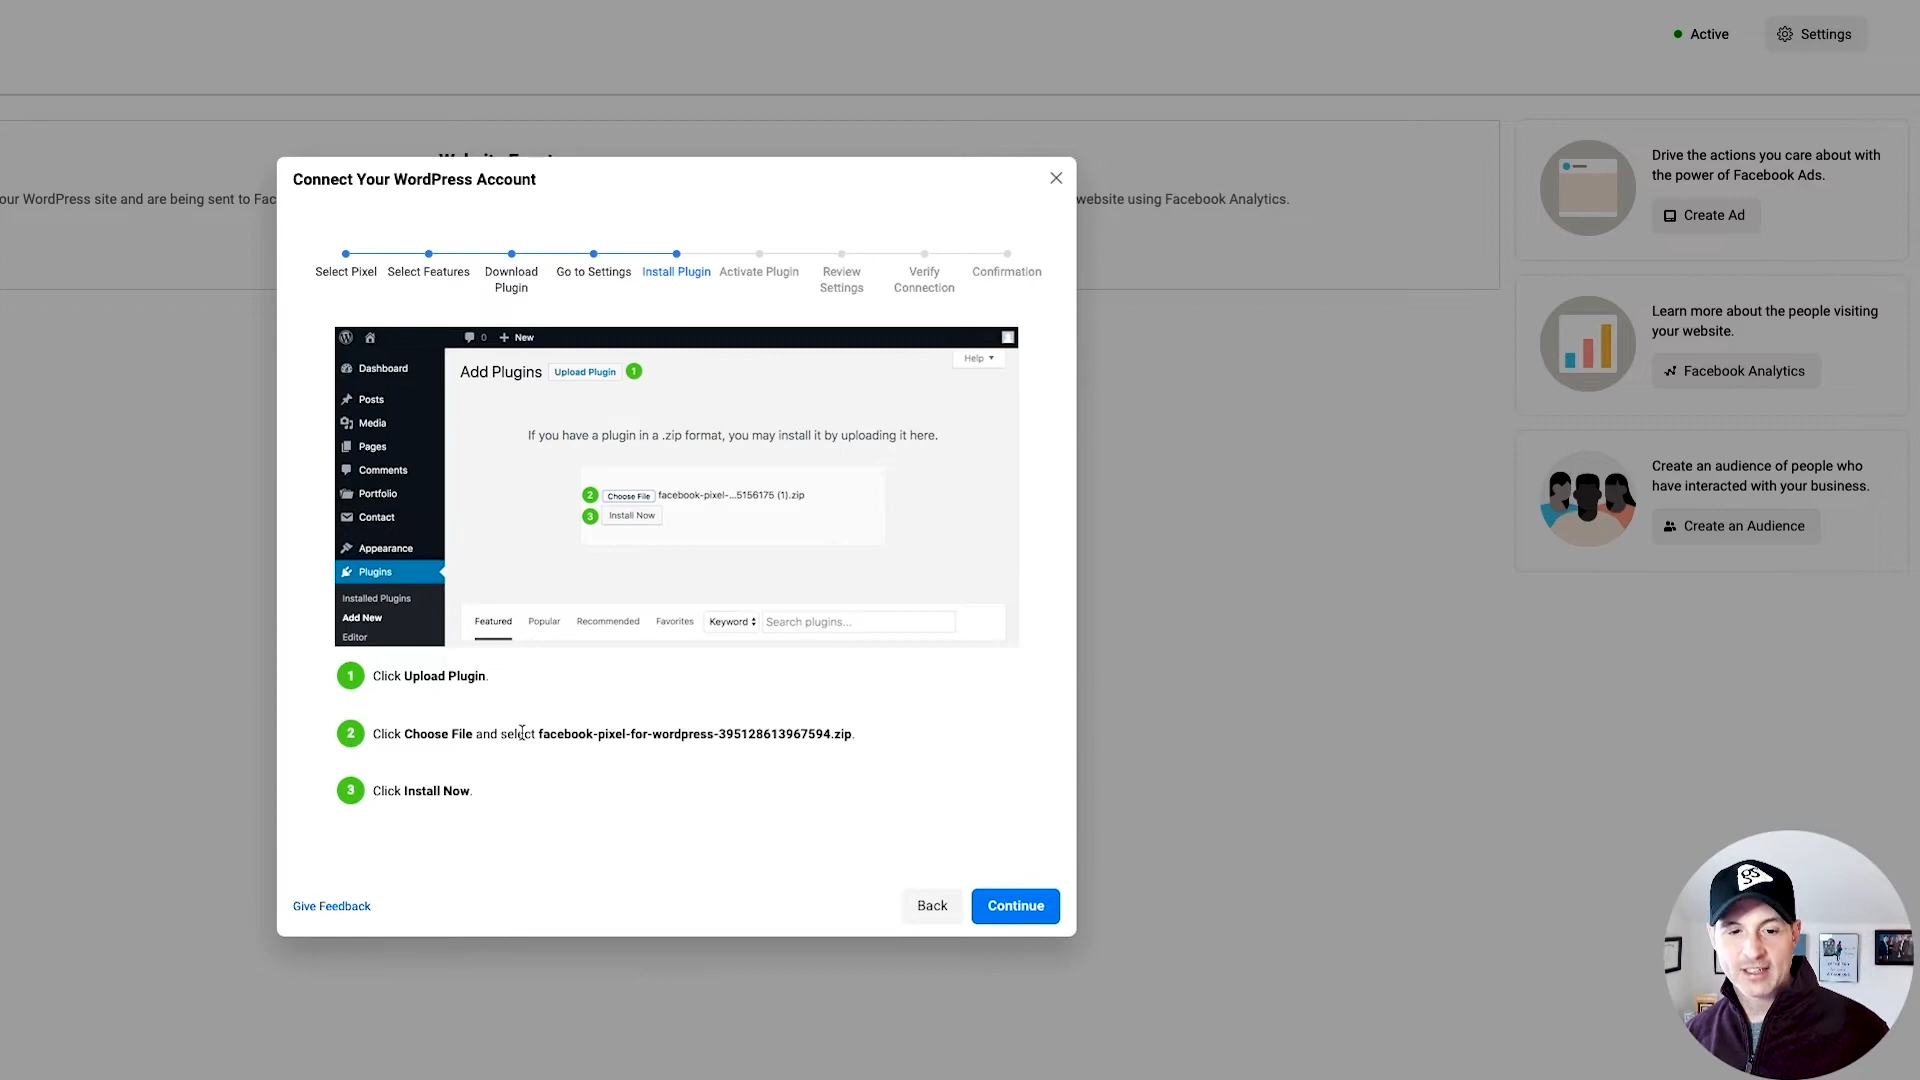 Active
Settings
our WordPress site and are being sent to Fac
website using Facebook Analytics.
Drive the actions you care about with
the power of Facebook Ads.
Create Ad
Learn more about the people visiting
your website.
Facebook Analytics
Create an audience of people who
have interacted with your business.
Create an Audience
Connect Your WordPress Account
Select Pixel
Select Features
Download
Plugin
Go to Settings
Install Plugin
Activate Plugin
Review
Settings
Verify
Connection
Confirmation
0
New
Help
Dashboard
Posts
Media
Pages
Comments
Portfolio
Contact
Appearance
Plugins
Installed Plugins
Add New
Editor
Add Plugins
Upload Plugin
1
If you have a plugin in a .zip format, you may install it by uploading it here.
2
Choose File facebook-pixel-...5156175 (1).zip
3
Install Now
Featured
Popular
Recommended
Favorites
Keyword
Search plugins...
1
Click Upload Plugin.
2
Click Choose File and select facebook-pixel-for-wordpress-395128613967594.zip.
3
Click Install Now.
Give Feedback
Back
Continue
gs